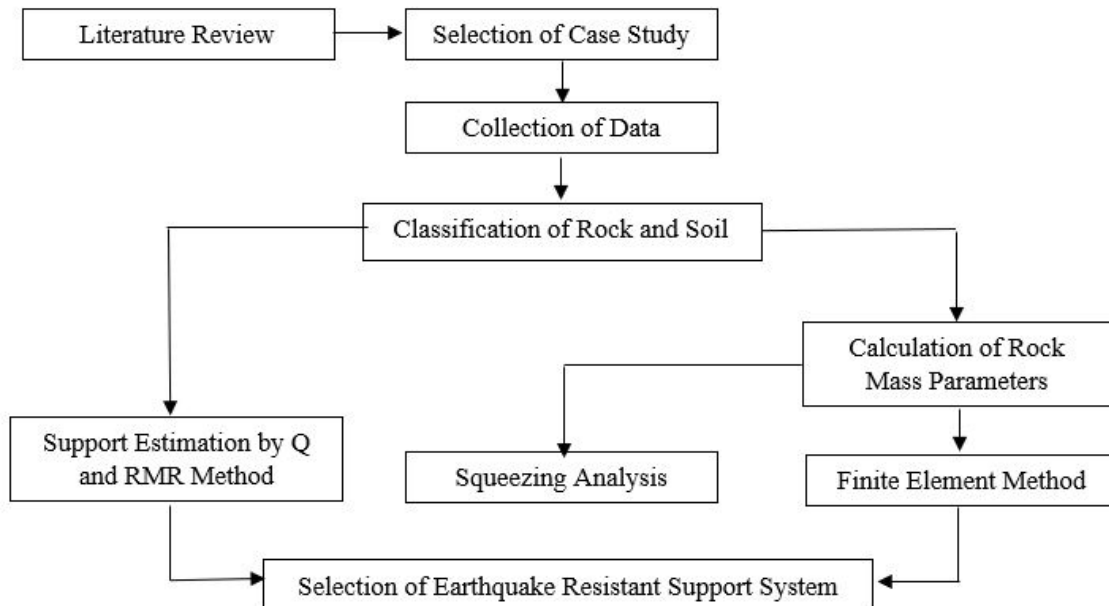 Literature Review
Selection of Case Study
Collection of Data
Classification of Rock and Soil
Calculation of Rock
Mass Parameters
Support Estimation by Q
and RMR Method
Squeezing Analysis
Finite Element Method
Selection of Earthquake Resistant Support System